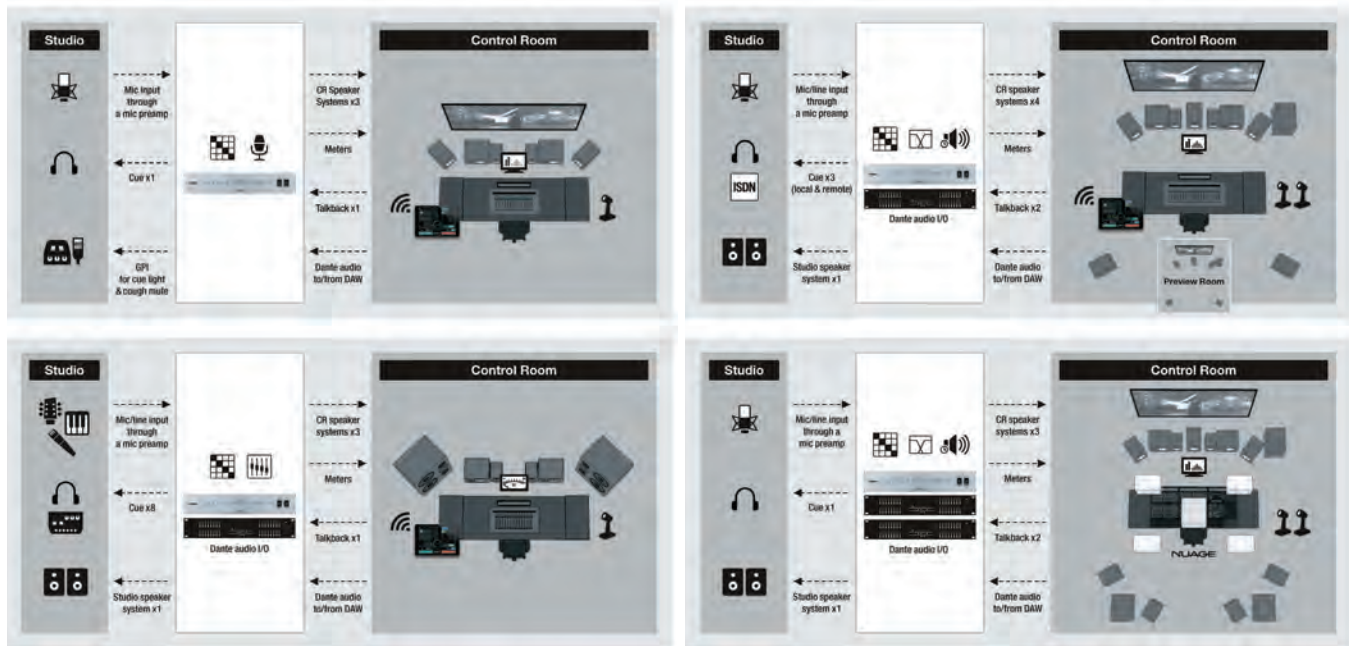 Studio
Mic input
through
a mic preamp
Cue x1
GPI
for cue light
& cough mute
CR Speaker
Systems x3
Meters
Talkback x1
Dante audio
to/from DAW
Control Room
Studio
ISDN
Mic/line input
through
a mic preamp
Cue x3
(local & remote)
Studio speaker
system x1
Dante audio I/O
CR speaker
systems x4
Meters
Talkback x2
Dante audio
to/from DAW
Control Room
Preview Room
Studio
Mic/line input
through
a mic preamp
Cue x8
Studio speaker
system x1
Dante audio I/O
CR speaker
systems x3
Meters
Talkback x1
Dante audio
to/from DAW
Control Room
Studio
Mic/line input
through a
mic preamp
Cue x1
Studio speaker
system x1
Dante audio I/O
CR speaker
systems x3
Meters
Talkback x2
Dante audio
to/from DAW
Control Room
NUAGE